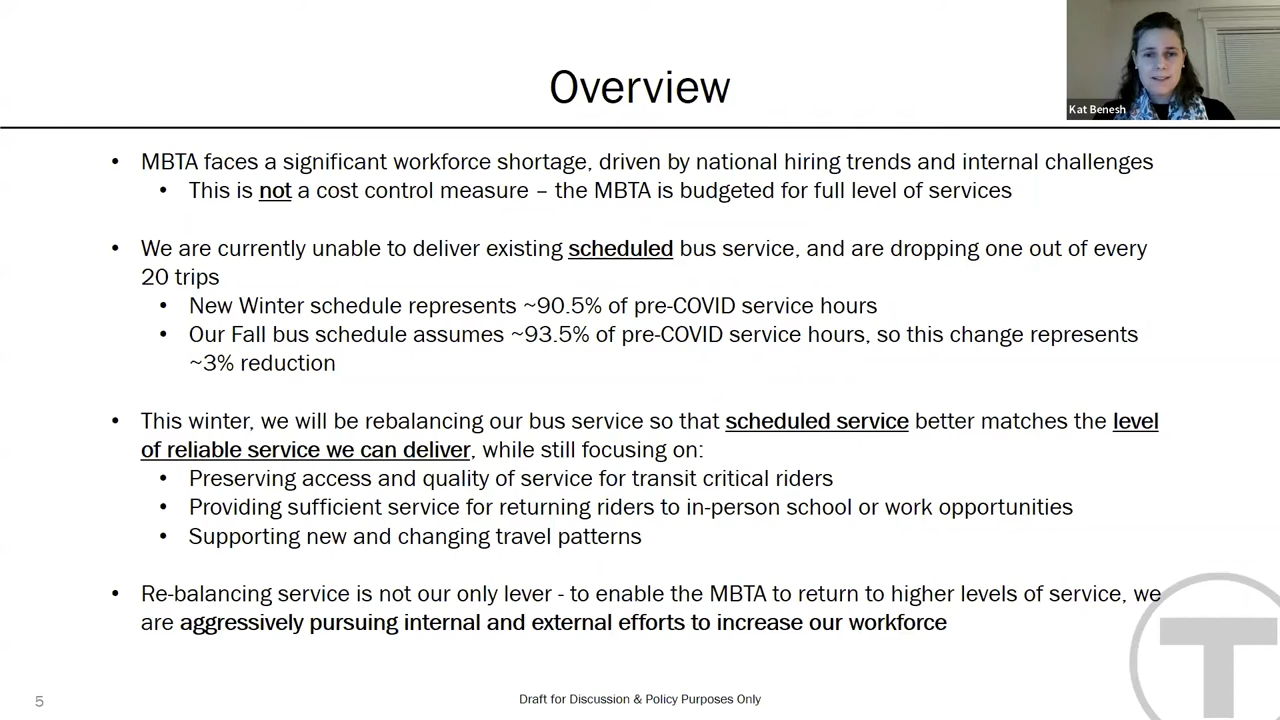 Overview
Kat Benesh
• MBTA faces a significant workforce shortage, driven by national hiring trends and internal challenges
• This is not a cost control measure – the MBTA is budgeted for full level of services
• We are currently unable to deliver existing scheduled bus service, and are dropping one out of every
20 trips
• New Winter schedule represents ~90.5% of pre-COVID service hours
• Our Fall bus schedule assumes ~93.5% of pre-COVID service hours, so this change represents
~3% reduction
• This winter, we will be rebalancing our bus service so that scheduled service better matches the level
of reliable service we can deliver, while still focusing on:
• Preserving access and quality of service for transit critical riders
• Providing sufficient service for returning riders to in-person school or work opportunities
• Supporting new and changing travel patterns
• Re-balancing service is not our only lever - to enable the MBTA to return to higher levels of service, we
are aggressively pursuing internal and external efforts to increase our workforce
T
5
Draft for Discussion & Policy Purposes Only